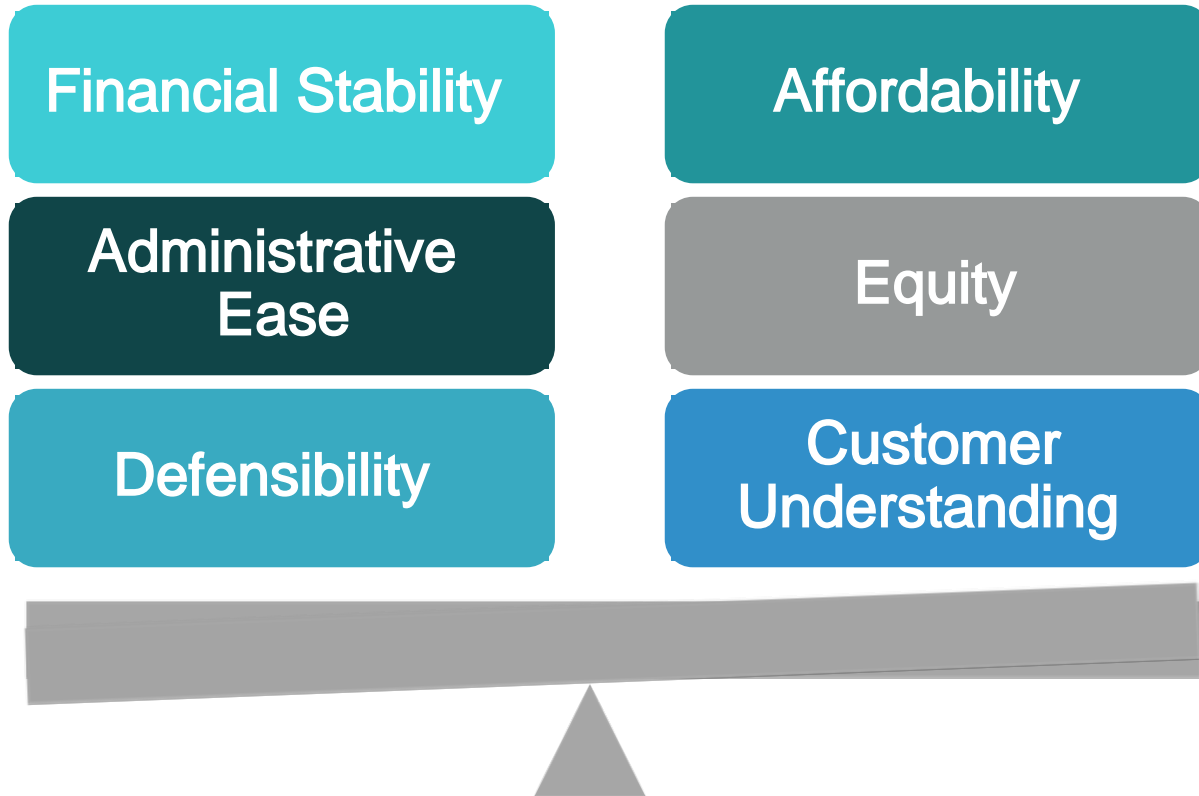 Financial Stability
Affordability
Administrative
Ease
Equity
Defensibility
Customer
Understanding